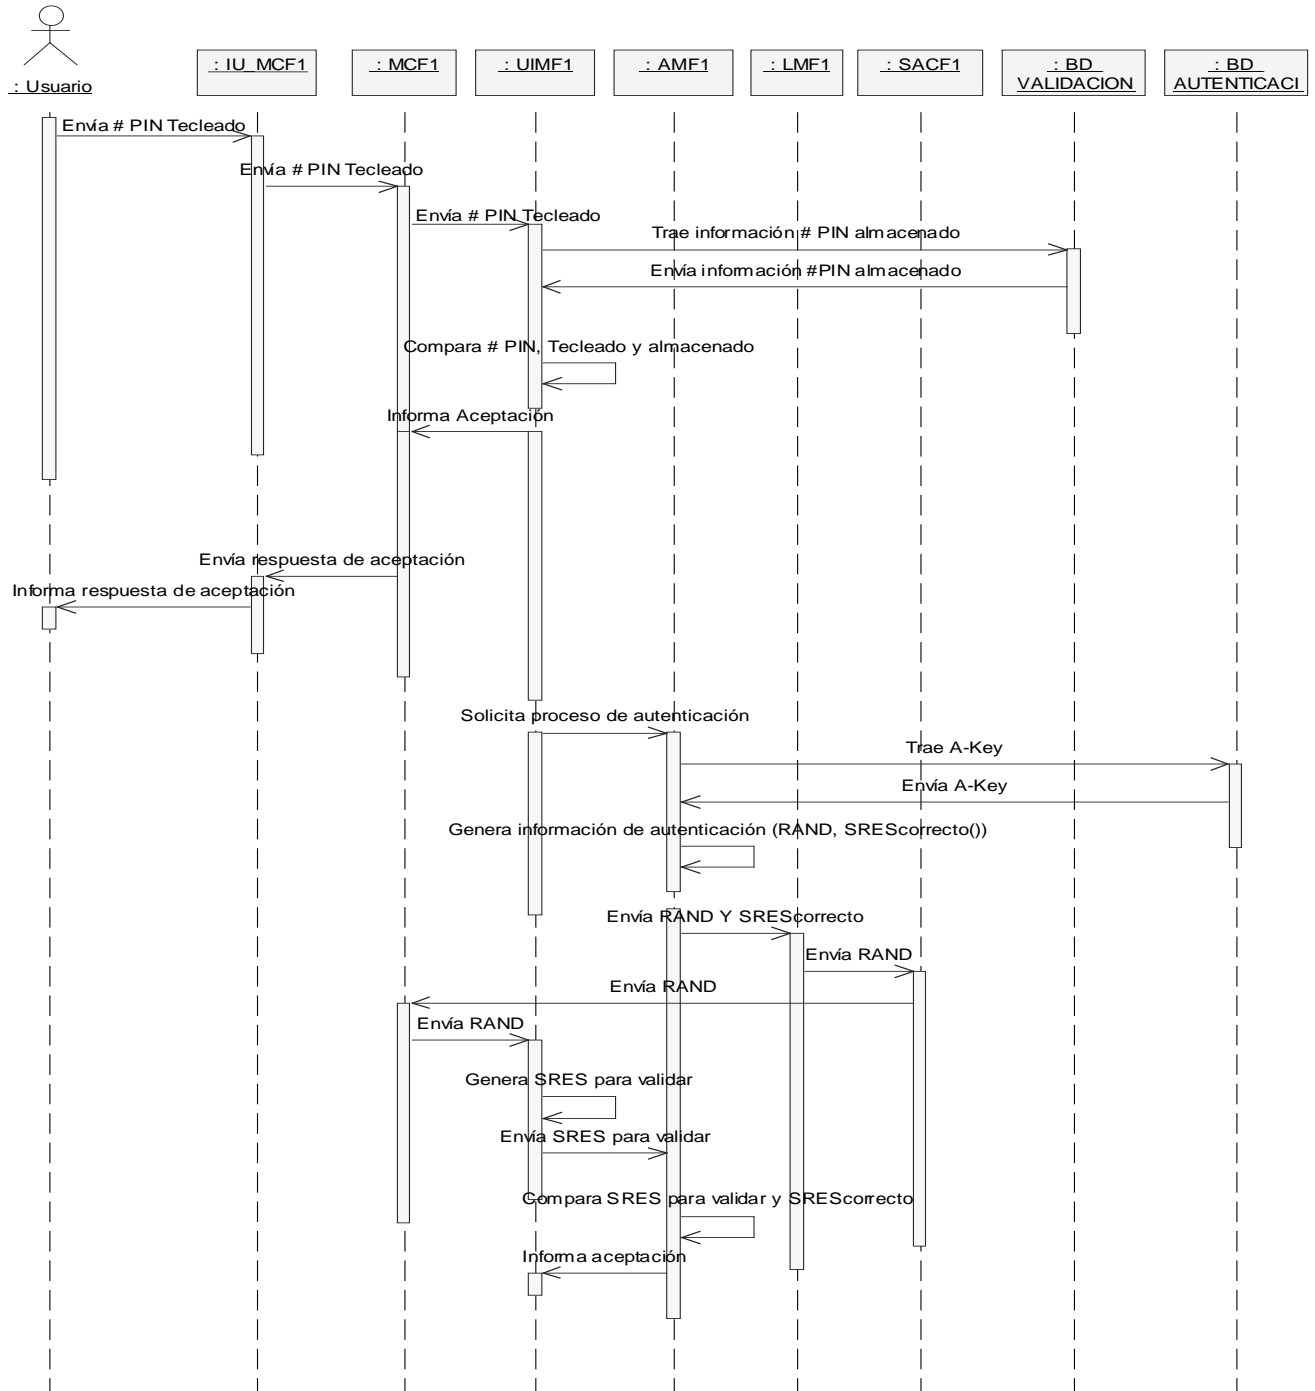 : Usuario
: IU_MCF1
: MCF1
: UIMF1
: AMF1
: LMF1
: SACF1
: BD_
VALIDACION
: BD_
AUTENTICACI
Envía # PIN Tecleado
Envía # PIN Tecleado
Envía # PIN Tecleado
Trae información # PIN almacenado
Envía información #PIN almacenado
Compara # PIN, Tecleado y almacenado
Informa Aceptación
Envía respuesta de aceptación
Informa respuesta de aceptación
Solicita proceso de autenticación
Trae A-Key
Envía A-Key
Genera información de autenticación (RAND, SREScorrecto())
Envía RAND Y SREScorrecto
Envía RAND
Envía RAND
Envía RAND
Genera SRES para validar
Envía SRES para validar
Compara SRES para validar y SREScorrecto
Informa aceptación